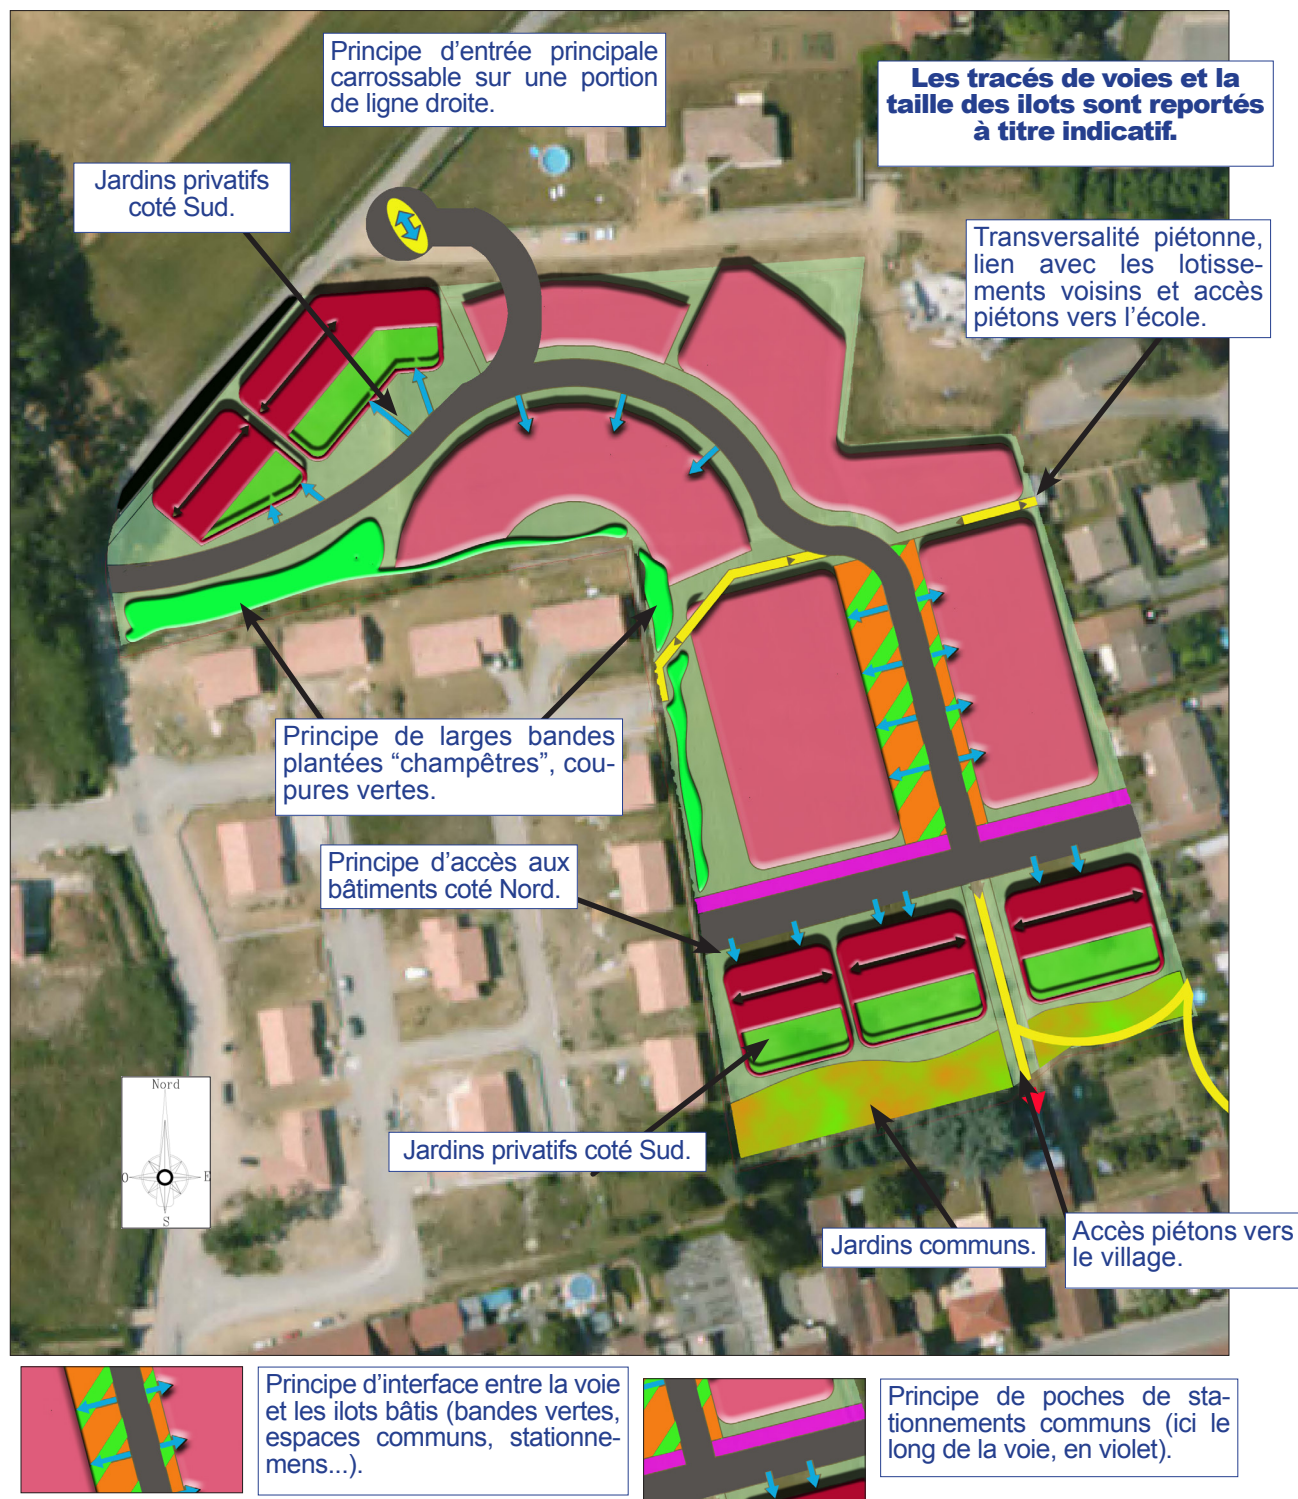 Principe d'entrée principale
carrossable sur une portion
de ligne droite.
Les tracés de voies et la
taille des ilots sont reportés
à titre indicatif.
Jardins privatifs
coté Sud.
Transversalité piétonne,
lien avec les lotisse-
ments voisins et accès
piétons vers l'école.
Principe de larges bandes
plantées “champêtres”, cou-
pures vertes.
Principe d'accès aux
bâtiments coté Nord.
Nord
O
E
S
Jardins privatifs coté Sud.
Jardins communs.
Accès piétons vers
le village.
Principe d'interface entre la voie
et les ilots bâtis (bandes vertes,
espaces communs, stationne-
mens...).
Principe de poches de sta-
tionnements communs (ici le
long de la voie, en violet).